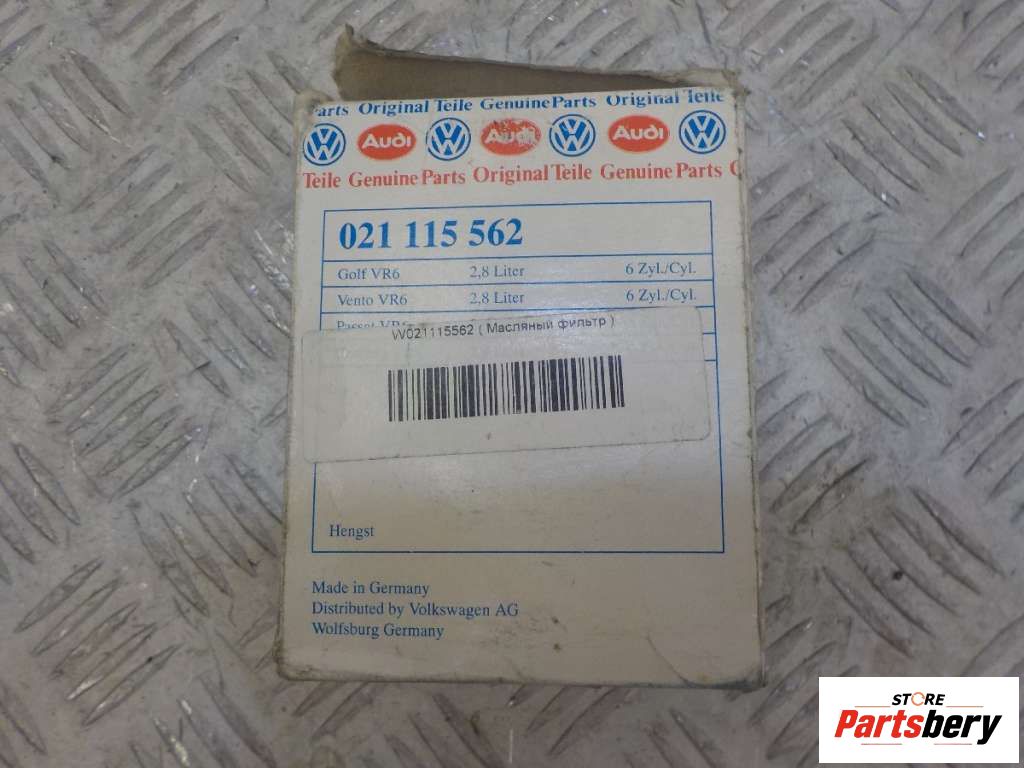 Parts Original Teile Genuine Parts Original Teile
Audi Audi Audi
Teile Genuine Parts Original Teile Genuine Parts
021 115 562
Golf VR6 2,8 Liter 6 Zyl./Cyl.
Vento VR6 2,8 Liter 6 Zyl./Cyl.
Passat VR6
W021115562 ( Масляный фильтр )
Hengst
Made in Germany
Distributed by Volkswagen AG
Wolfsburg Germany
STORE
Partsbery